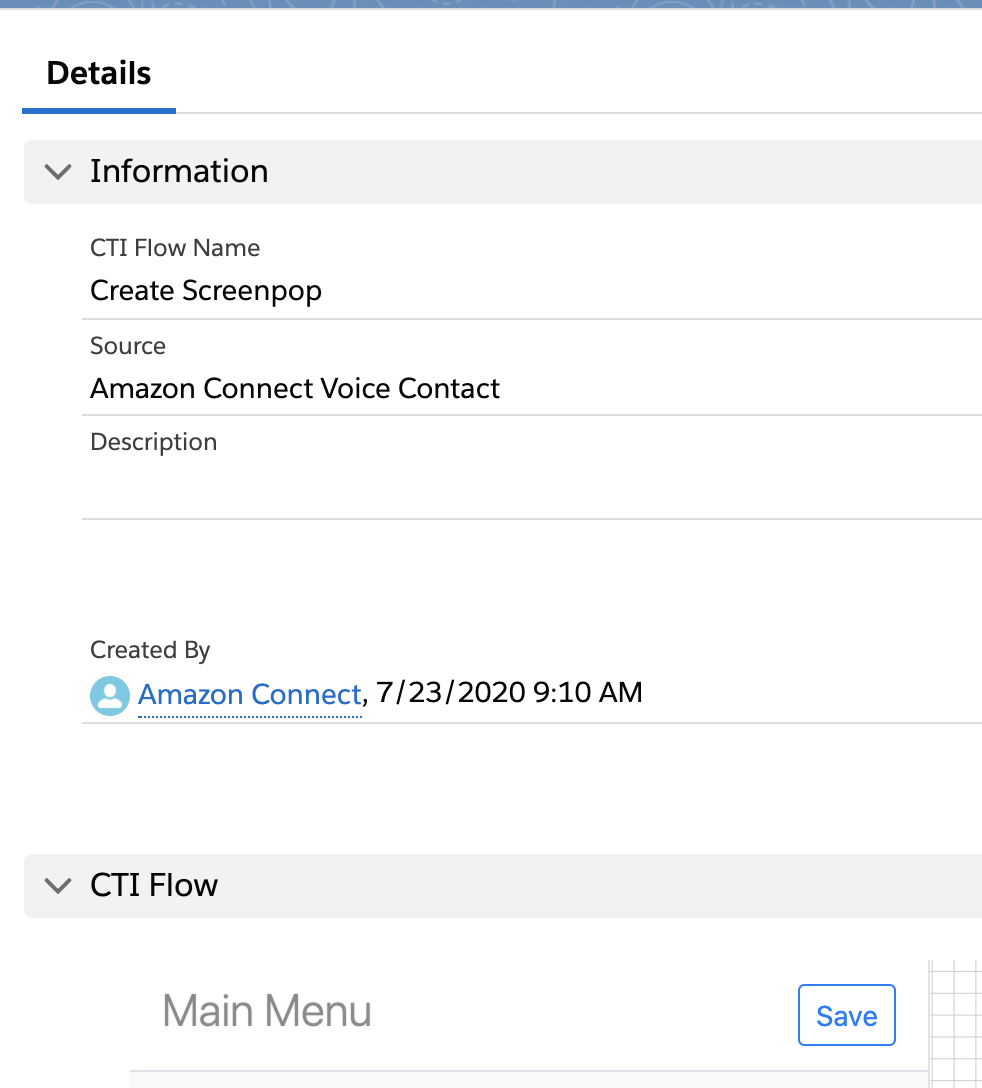 Details
Information
CTI Flow Name
Create Screenpop
Source
Amazon Connect Voice Contact
Description
Created By
Amazon Connect, 7/23/2020 9:10 AM
CTI Flow
Main Menu
Save